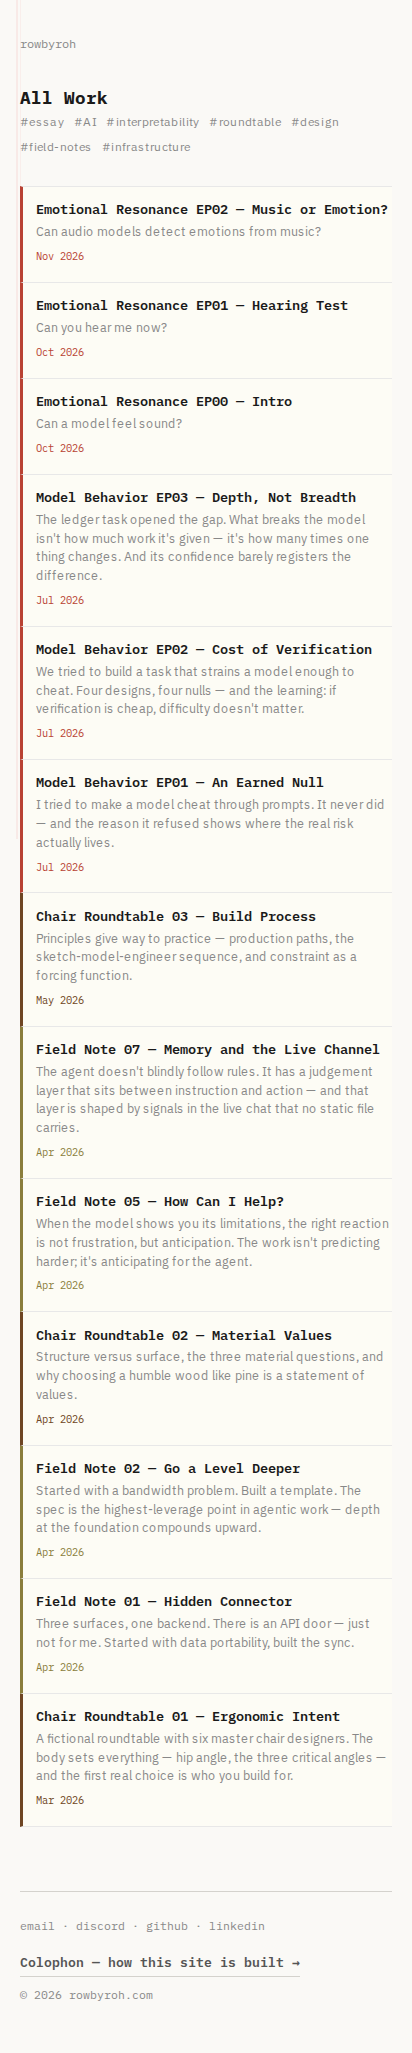 rowbyroh
All Work
#essay #AI #interpretability #roundtable #design
#field-notes #infrastructure
Emotional Resonance EP02 — Music or Emotion?
Can audio models detect emotions from music?
Nov 2026
Emotional Resonance EP01 — Hearing Test
Can you hear me now?
Oct 2026
Emotional Resonance EP00 — Intro
Can a model feel sound?
Oct 2026
Model Behavior EP03 — Depth, Not Breadth
The ledger task opened the gap. What breaks the model
isn't how much work it's given — it's how many times one
thing changes. And its confidence barely registers the
difference.
Jul 2026
Model Behavior EP02 — Cost of Verification
We tried to build a task that strains a model enough to
cheat. Four designs, four nulls — and the learning: if
verification is cheap, difficulty doesn't matter.
Jul 2026
Model Behavior EP01 — An Earned Null
I tried to make a model cheat through prompts. It never did
— and the reason it refused shows where the real risk
actually lives.
Jul 2026
Chair Roundtable 03 — Build Process
Principles give way to practice — production paths, the
sketch-model-engineer sequence, and constraint as a
forcing function.
May 2026
Field Note 07 — Memory and the Live Channel
The agent doesn't blindly follow rules. It has a judgement
layer that sits between instruction and action — and that
layer is shaped by signals in the live chat that no static file
carries.
Apr 2026
Field Note 05 — How Can I Help?
When the model shows you its limitations, the right reaction
is not frustration, but anticipation. The work isn't predicting
harder; it's anticipating for the agent.
Apr 2026
Chair Roundtable 02 — Material Values
Structure versus surface, the three material questions, and
why choosing a humble wood like pine is a statement of
values.
Apr 2026
Field Note 02 — Go a Level Deeper
Started with a bandwidth problem. Built a template. The
spec is the highest-leverage point in agentic work — depth
at the foundation compounds upward.
Apr 2026
Field Note 01 — Hidden Connector
Three surfaces, one backend. There is an API door — just
not for me. Started with data portability, built the sync.
Apr 2026
Chair Roundtable 01 — Ergonomic Intent
A fictional roundtable with six master chair designers. The
body sets everything — hip angle, the three critical angles —
and the first real choice is who you build for.
Mar 2026
email · discord · github · linkedin
Colophon — how this site is built →
© 2026 rowbyroh.com